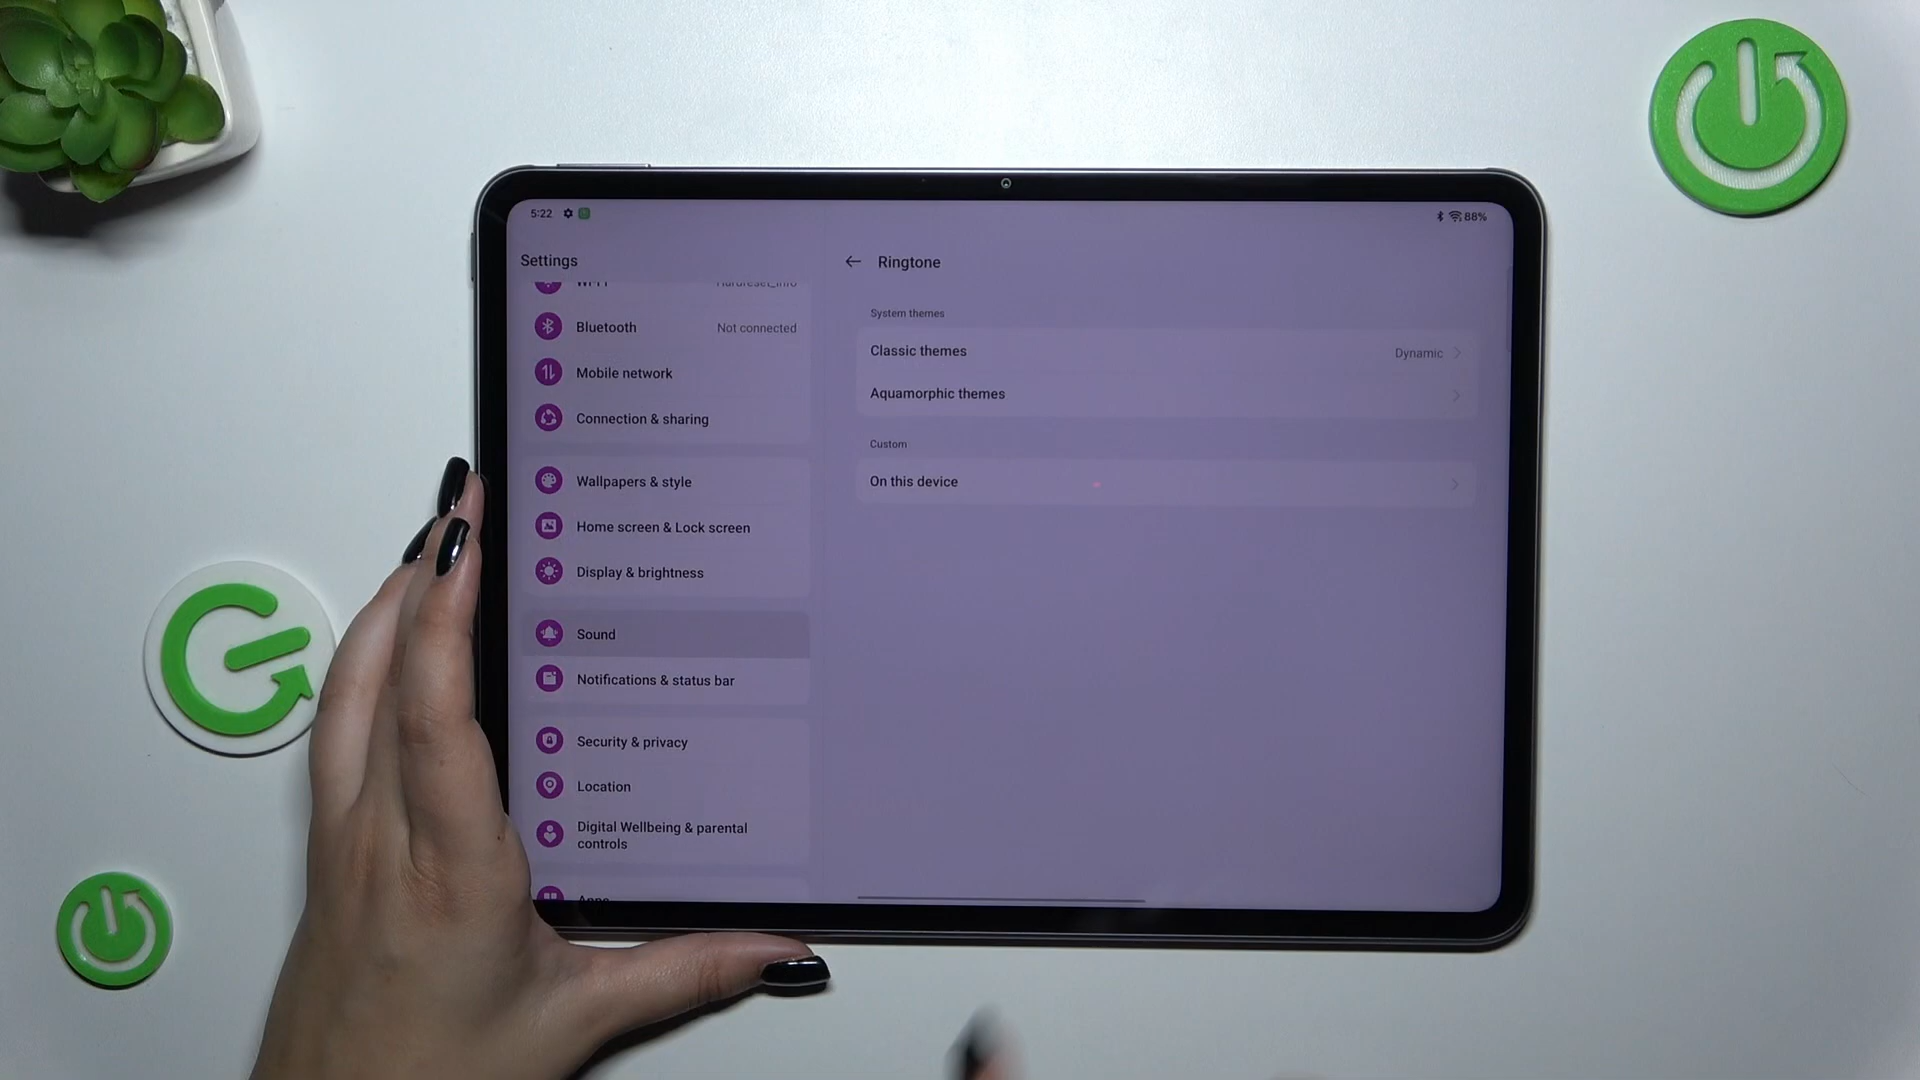 5:22
88%
Settings
Ringtone
Bluetooth
Not connected
Mobile network
Connection & sharing
Wallpapers & style
Home screen & Lock screen
Display & brightness
Sound
Notifications & status bar
Security & privacy
Location
Digital Wellbeing & parental
controls
System themes
Classic themes
Dynamic
Aquamorphic themes
Custom
On this device